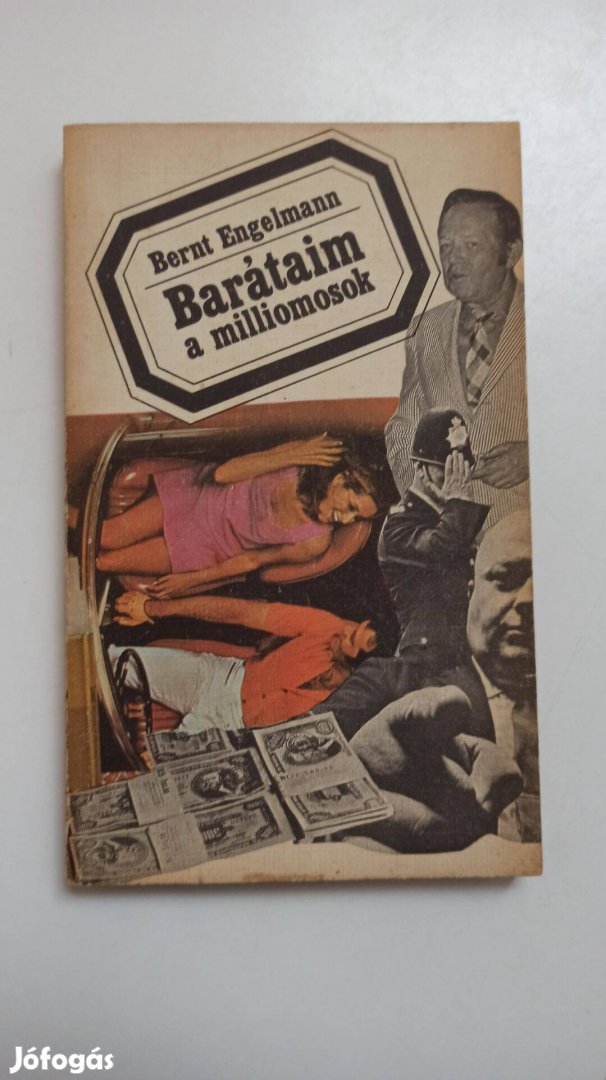 Bernt Engelmann
Barátaim
a milliomosok
Jófogás